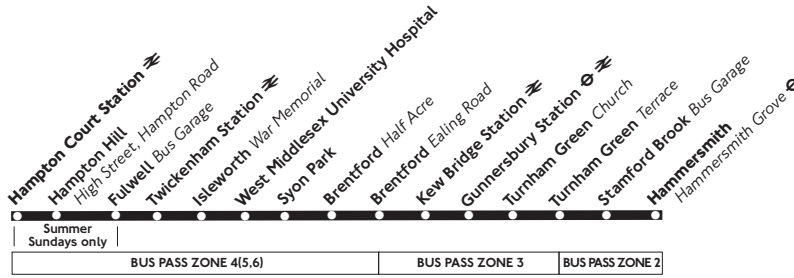 Hampton Court Station
Hampton Hill
High Street, Hampton Road
Fulwell Bus Garage
Twickenham Station
Isleworth War Memorial
West Middlesex University Hospital
Syon Park
Brentford Half Acre
Brentford Ealing Road
Kew Bridge Station
Gunnersbury Station
Turnham Green Church
Turnham Green Terrace
Stamford Brook Bus Garage
Hammersmith
Hammersmith Grove
Summer
Sundays only
BUS PASS ZONE 4(5,6)
BUS PASS ZONE 3
BUS PASS ZONE 2